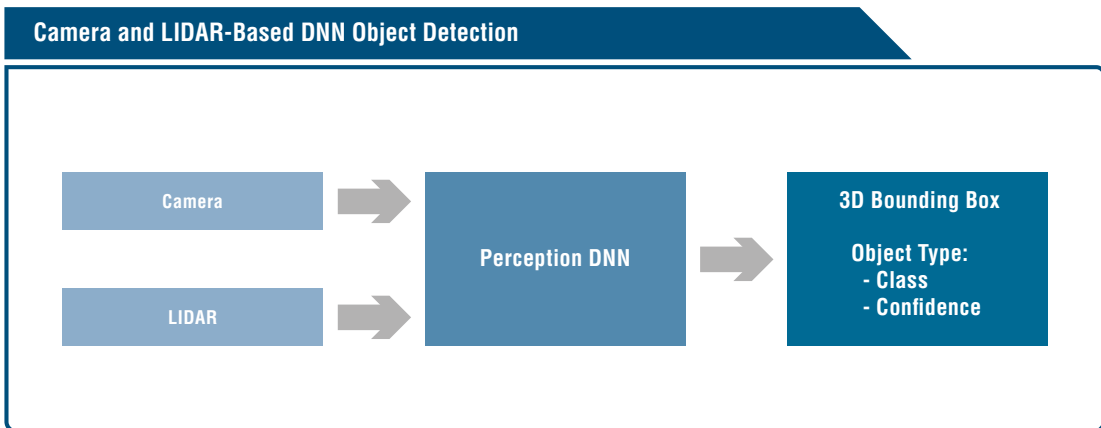 Camera and LIDAR-Based DNN Object Detection
Camera
LIDAR
Perception DNN
3D Bounding Box
Object Type:
- Class
- Confidence